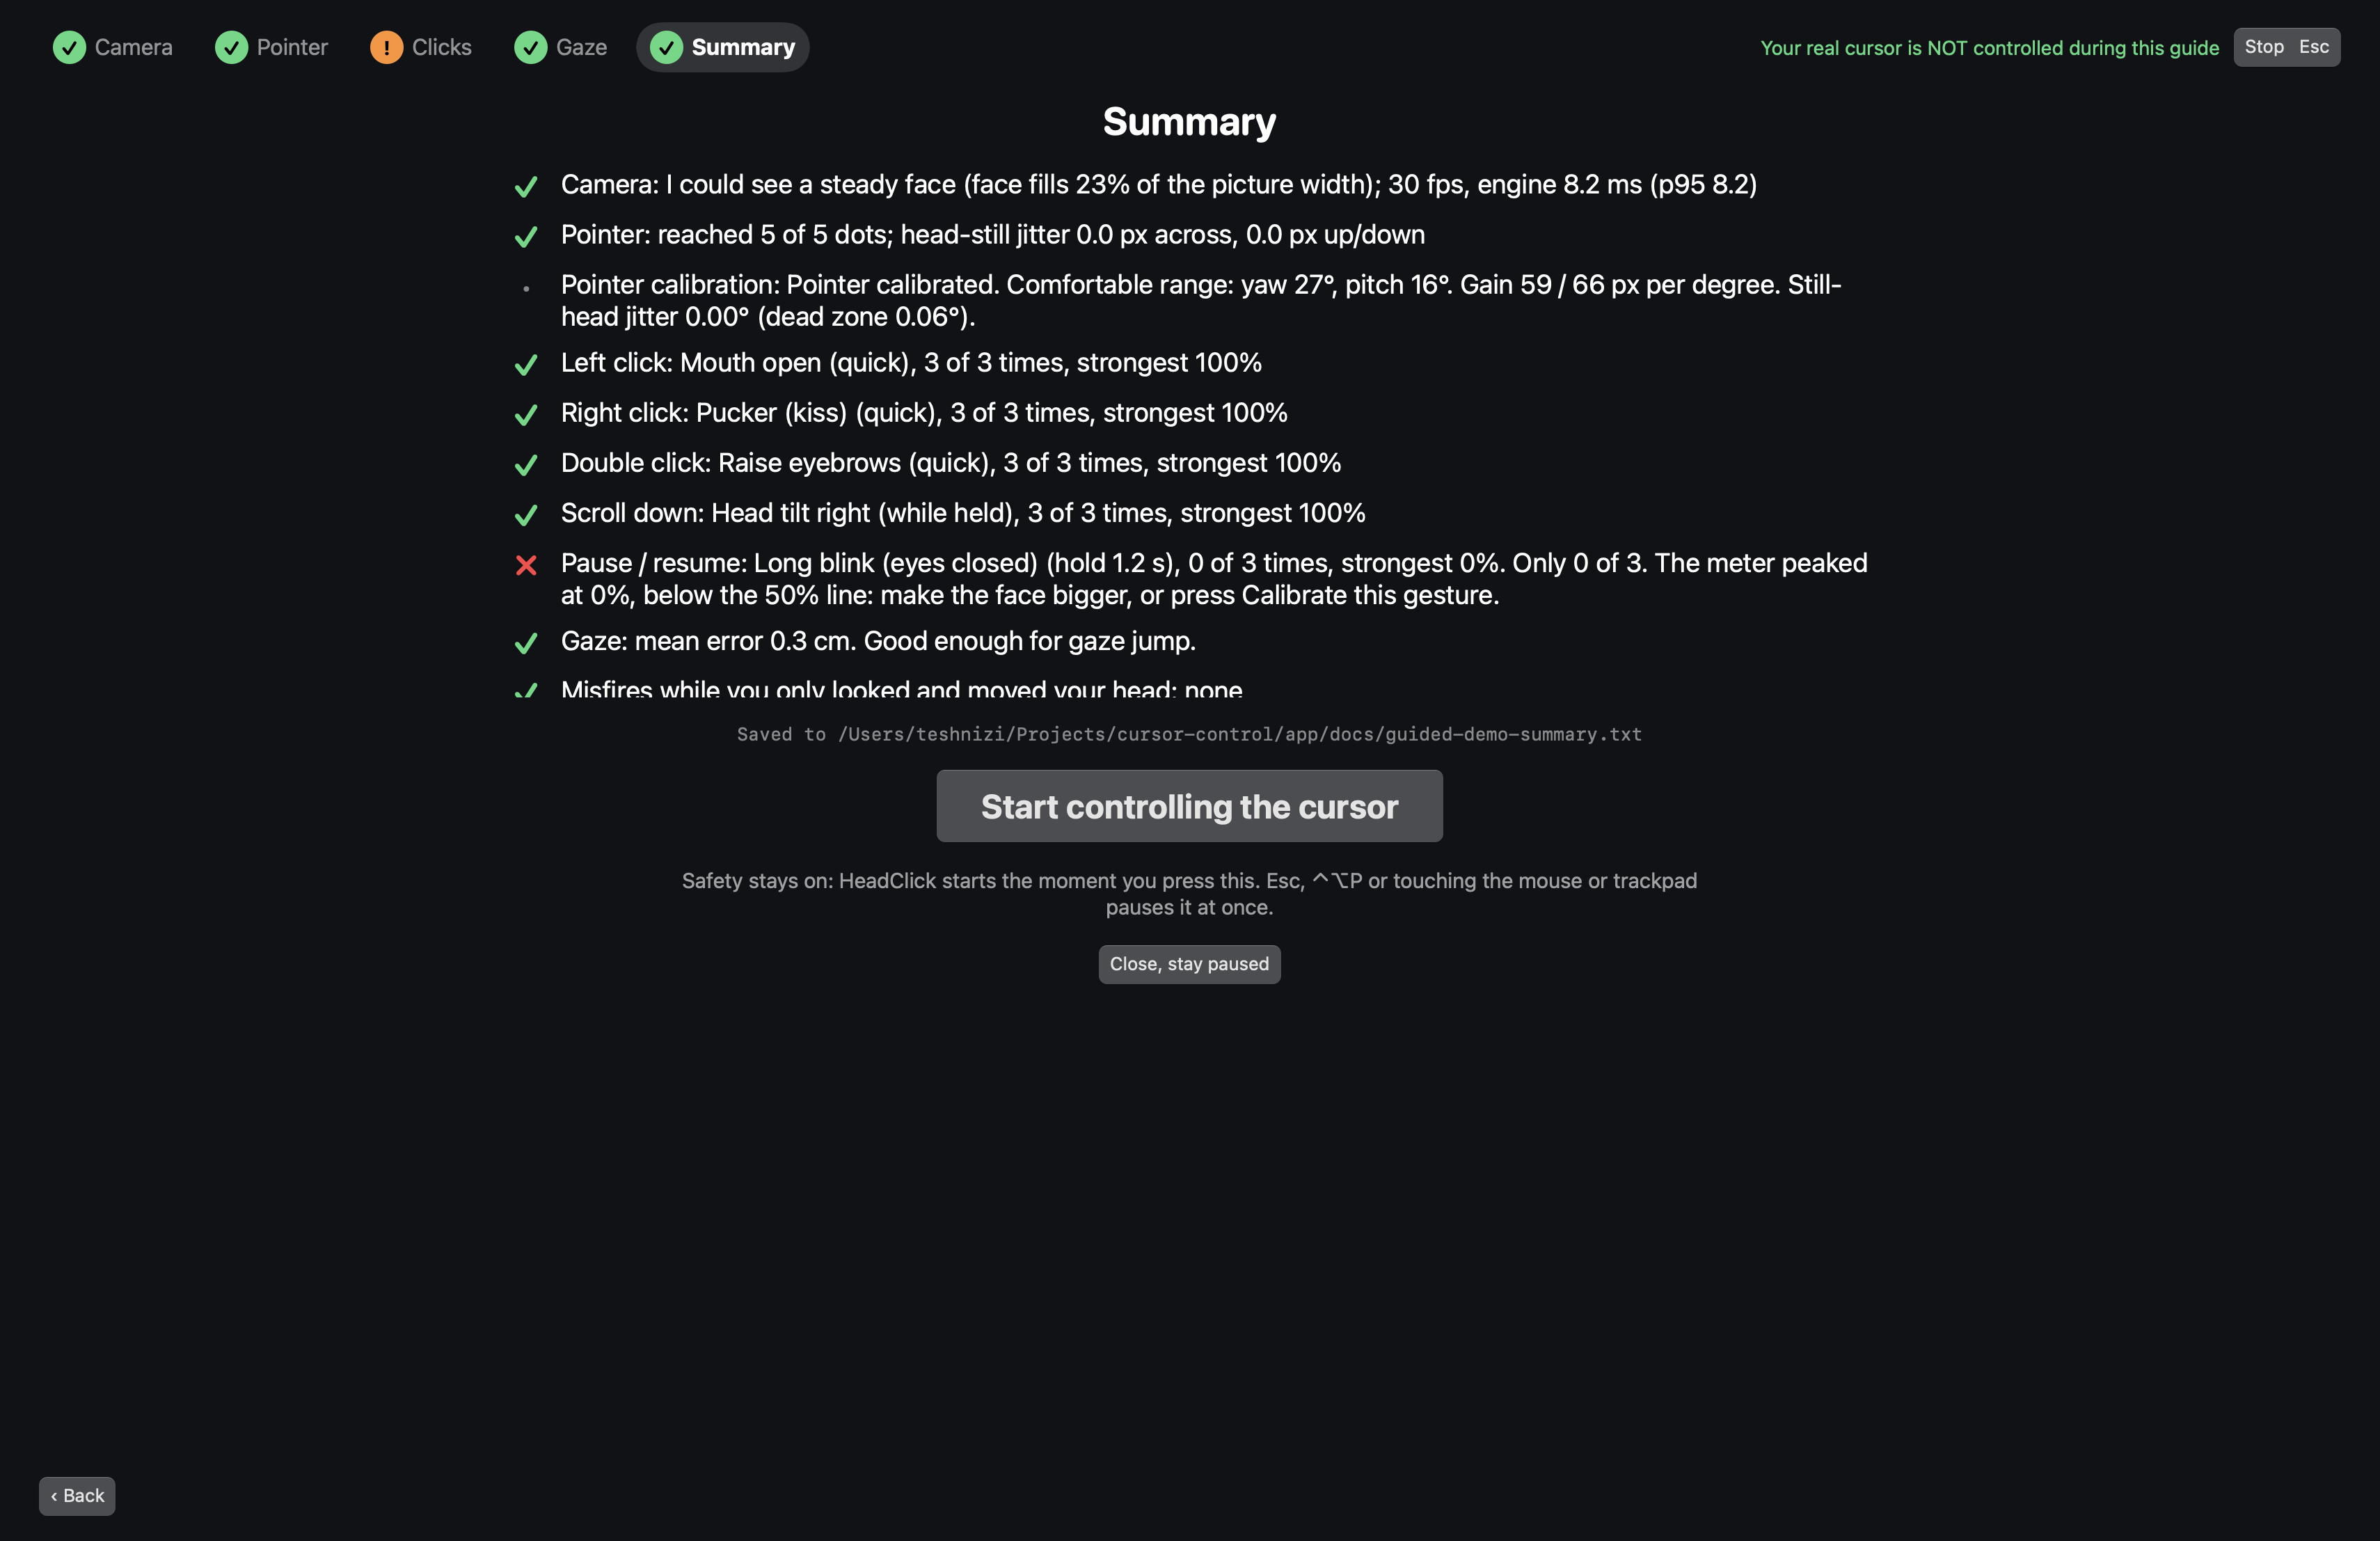 Camera
Pointer
! Clicks
Gaze
Summary
Your real cursor is NOT controlled during this guide
Stop Esc
Summary
Camera: I could see a steady face (face fills 23% of the picture width); 30 fps, engine 8.2 ms (p95 8.2)
Pointer: reached 5 of 5 dots; head-still jitter 0.0 px across, 0.0 px up/down
Pointer calibration: Pointer calibrated. Comfortable range: yaw 27°, pitch 16°. Gain 59 / 66 px per degree. Still-
head jitter 0.00° (dead zone 0.06°).
Left click: Mouth open (quick), 3 of 3 times, strongest 100%
Right click: Pucker (kiss) (quick), 3 of 3 times, strongest 100%
Double click: Raise eyebrows (quick), 3 of 3 times, strongest 100%
Scroll down: Head tilt right (while held), 3 of 3 times, strongest 100%
Pause / resume: Long blink (eyes closed) (hold 1.2 s), 0 of 3 times, strongest 0%. Only 0 of 3. The meter peaked
at 0%, below the 50% line: make the face bigger, or press Calibrate this gesture.
Gaze: mean error 0.3 cm. Good enough for gaze jump.
Misfires while you only looked and moved your head: none
Saved to /Users/teshnizi/Projects/cursor-control/app/docs/guided-demo-summary.txt
Start controlling the cursor
Safety stays on: HeadClick starts the moment you press this. Esc, ⌃⌥P or touching the mouse or trackpad
pauses it at once.
Close, stay paused
‹ Back